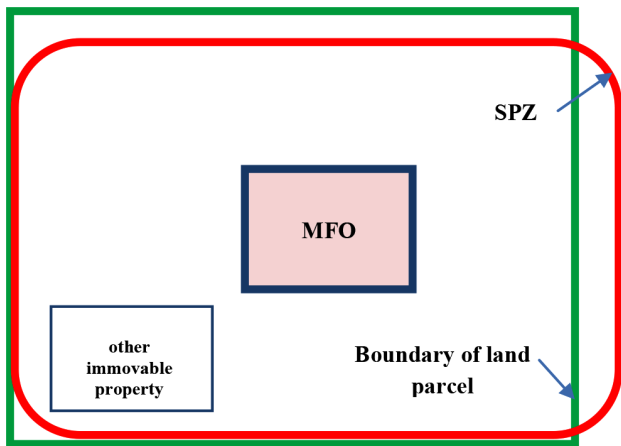 SPZ
MFO
other
immovable
property
Boundary of land
parcel